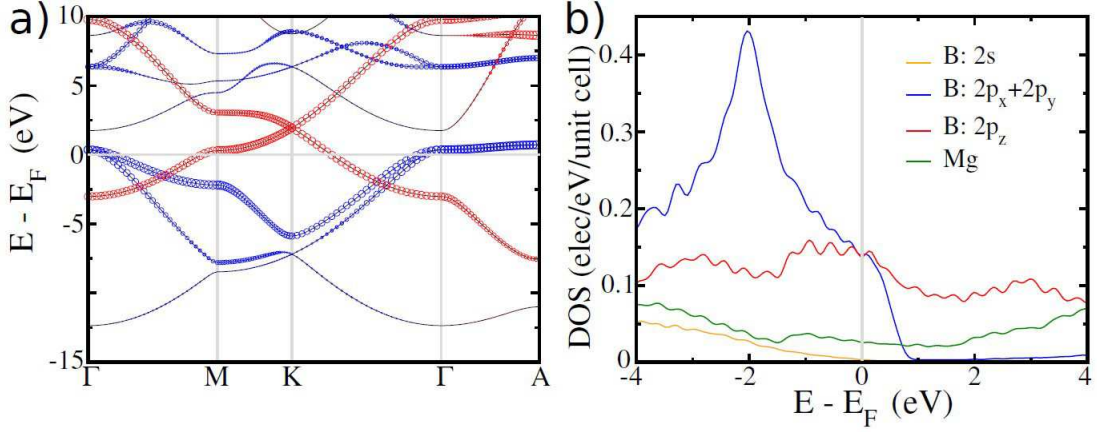 a)
E - E_F (eV)
10
5
0
-5
-15
Γ M K Γ A
b)
DOS (elec/eV/unit cell)
0.4
0.3
0.2
0.1
0
B: 2s
B: 2p_x+2p_y
B: 2p_z
Mg
-4 -2 0 2 4
E - E_F (eV)